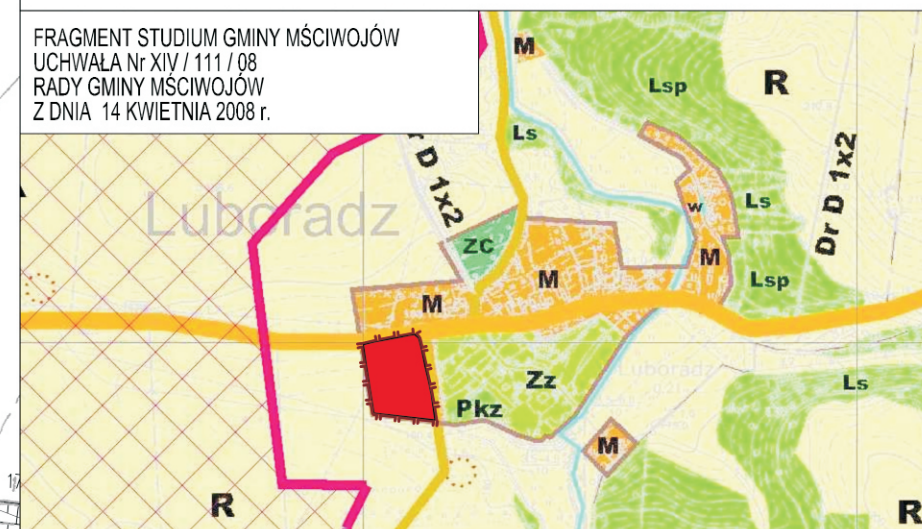 FRAGMENT STUDIUM GMINY MŚCIWOJÓW
UCHWAŁA Nr XIV / 111 / 08
RADY GMINY MŚCIWOJÓW
Z DNIA 14 KWIETNIA 2008 r.
M
Lsp
R
Ls
Dr D 1x2
D 1x2
Luboradz
w
Ls
ZC
M
M
M
Lsp
Luboradz
Zz
Ls
Pkz
M
R
R